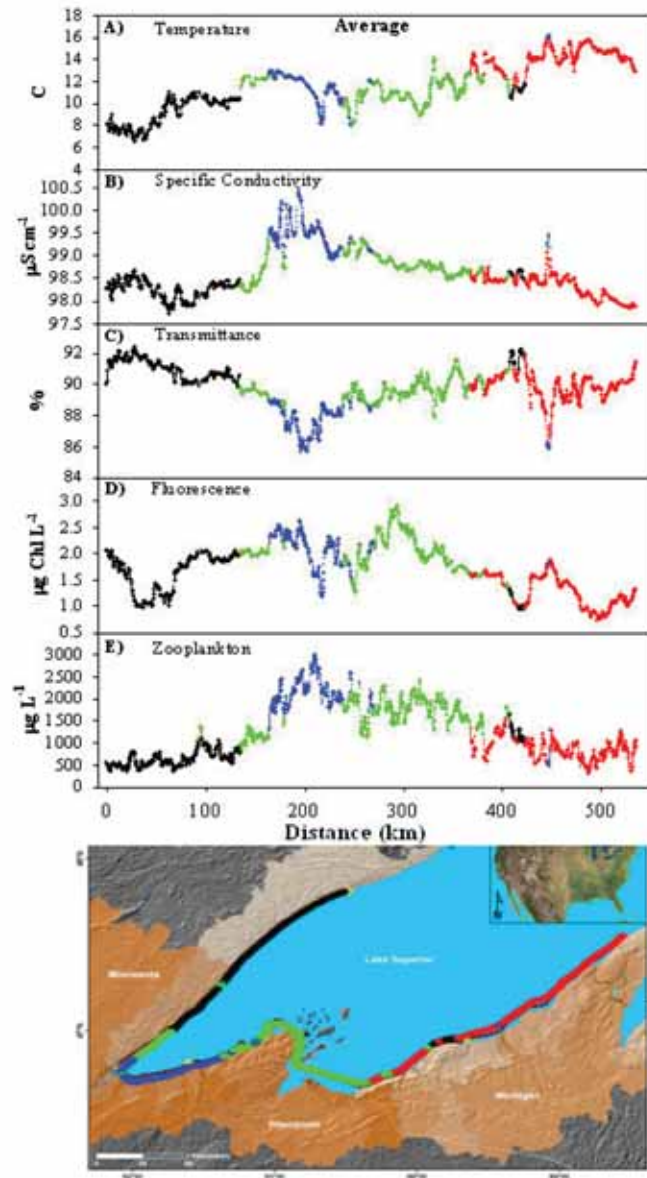 A) Temperature Average
18
16
14
12
10
8
6
4
C
B) Specific Conductivity
100.5
100.0
99.5
99.0
98.5
98.0
97.5
µS cm⁻¹
C) Transmittance
92
90
88
86
84
%
D) Fluorescence
3.0
2.5
2.0
1.5
1.0
0.5
µg Chl L⁻¹
E) Zooplankton
3000
2500
2000
1500
1000
500
0
µg L⁻¹
0 100 200 300 400 500
Distance (km)
Minnesota
Lake Superior
Wisconsin
Michigan